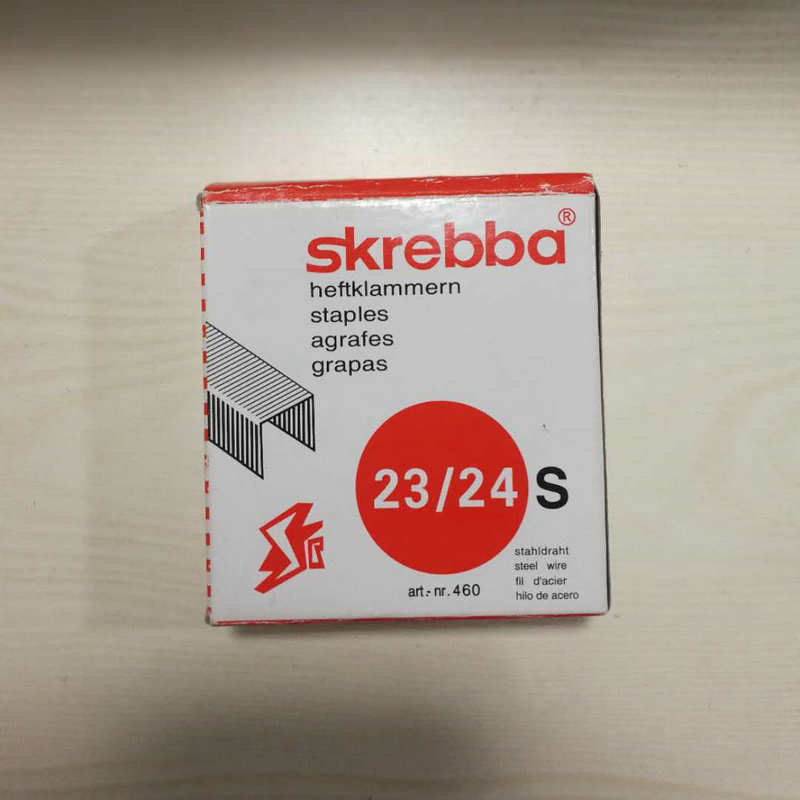 skrebba®
heftklammern
staples
agrafes
grapas
23/24 S
stahldraht
steel wire
fil d'acier
hilo de acero
art.-nr. 460